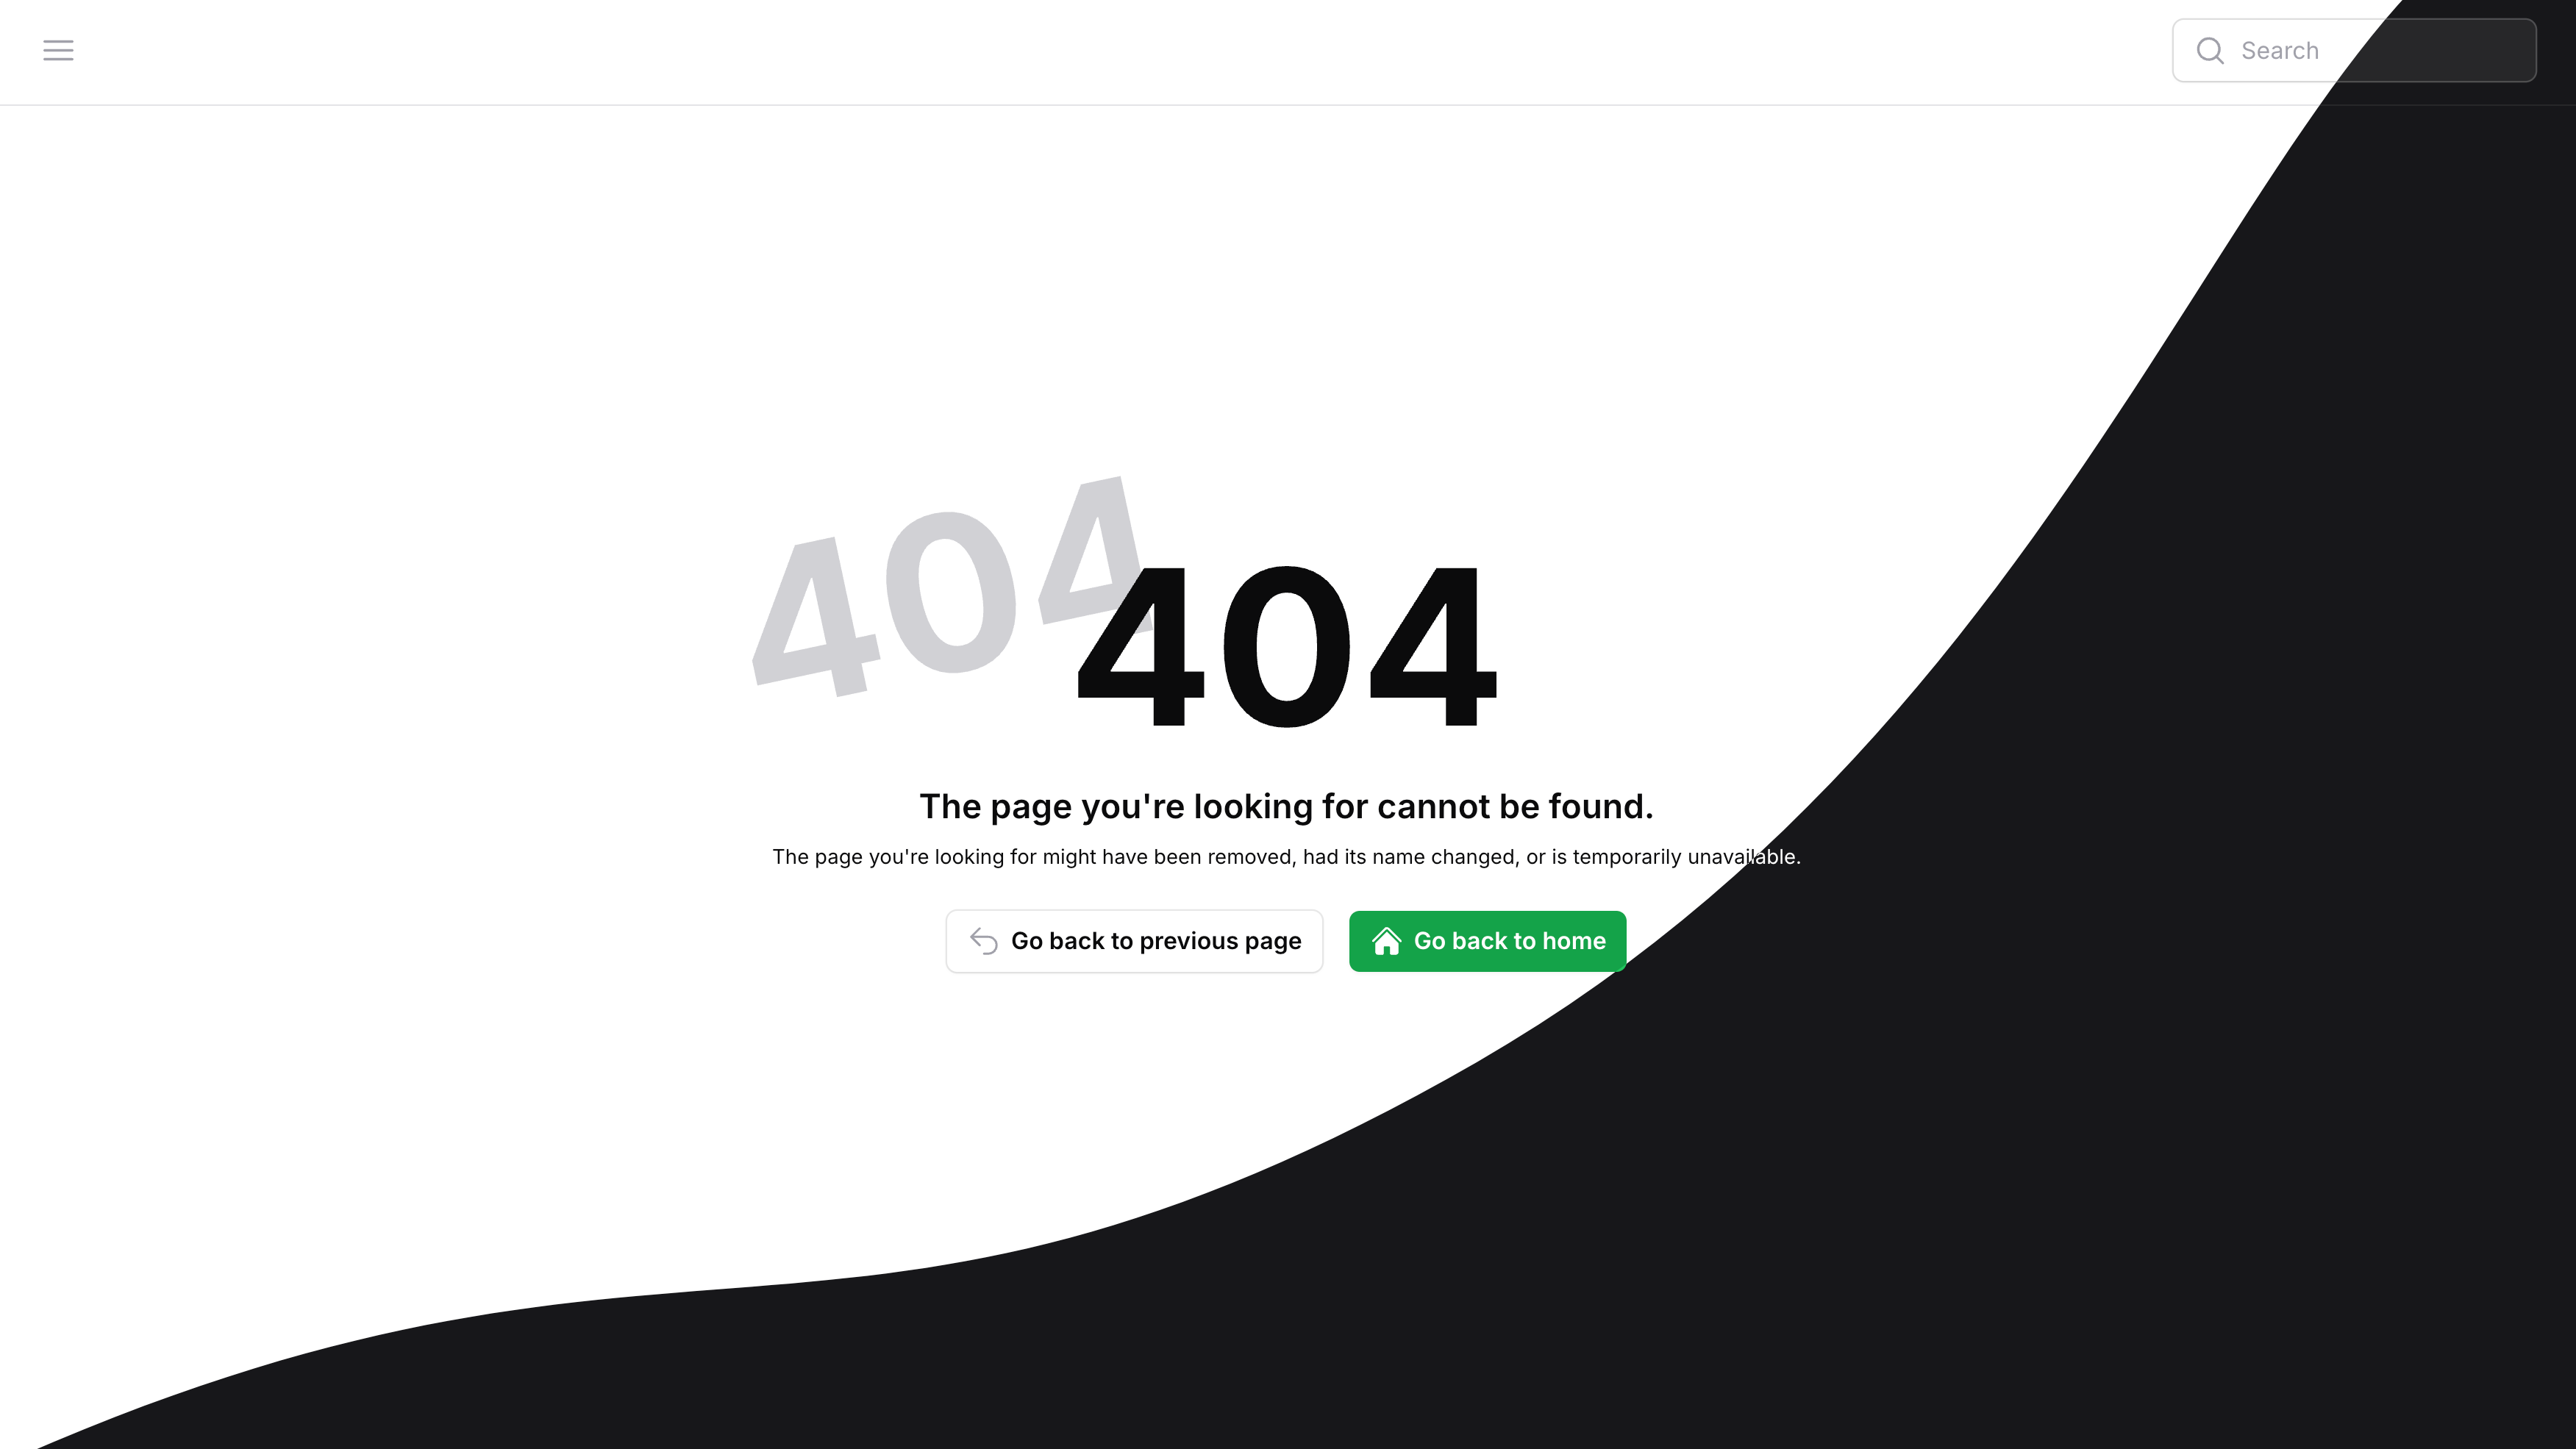 Search
404
404
The page you're looking for cannot be found.
The page you're looking for might have been removed, had its name changed, or is temporarily unavailable.
Go back to previous page
Go back to home